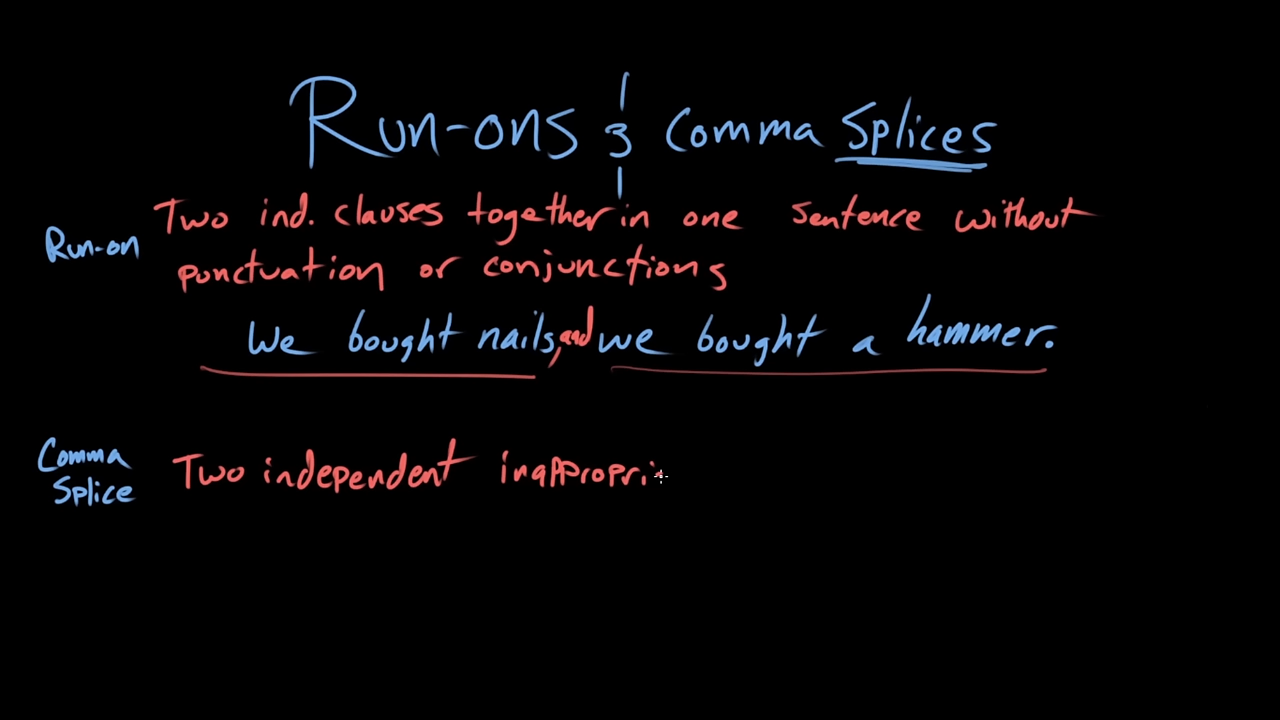 Run-ons & Comma Splices
Two ind. clauses together in one sentence without
Run-on
punctuation or conjunctions
We bought nails, and we bought a hammer.
Comma
Splice
Two independent inappropri